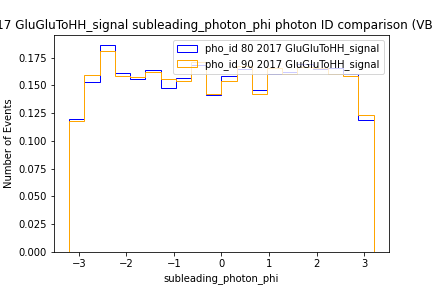 17 GluGluToHH_signal subleading_photon_phi photon ID comparison (VB
pho_id 80 2017 GluGluToHH_signal
pho_id 90 2017 GluGluToHH_signal
Number of Events
0.175
0.150
0.125
0.100
0.075
0.050
0.025
0.000
−3 −2 −1 0 1 2 3
subleading_photon_phi